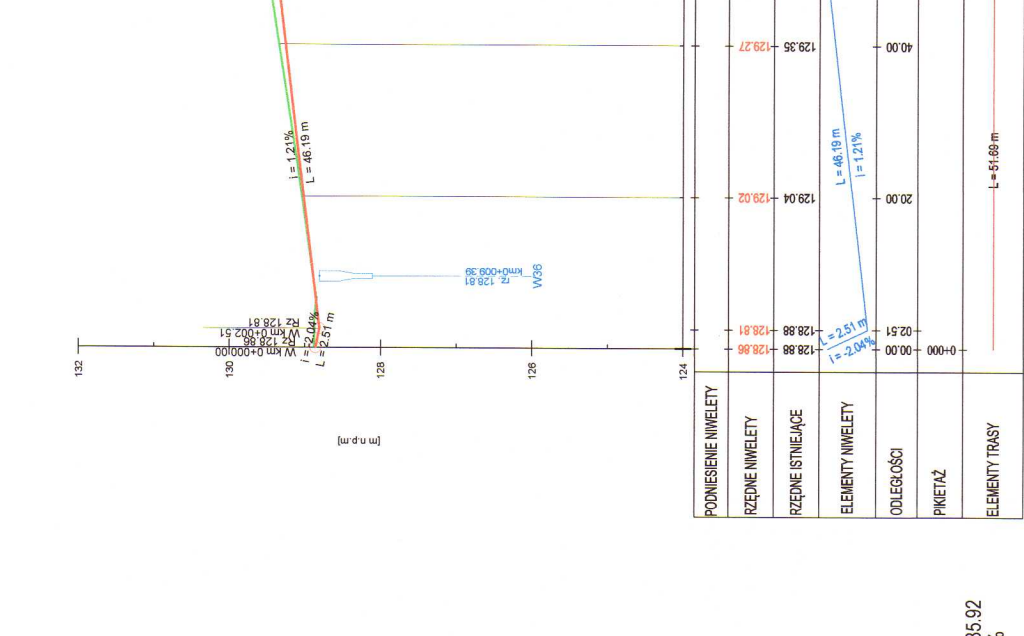 132
130
128
126
124
[m n.p.m]
W km 0+000.00
Rz 128.86
W km 0+002.51
Rz 128.81
i = -2.04%
L = 2.51 m
i = 1.21%
L = 46.19 m
W36
km0+009.39
rz. 128.81
PODNIESIENIE NIWELETY
RZĘDNE NIWELETY
128.86
128.81
129.02
129.27
RZĘDNE ISTNIEJĄCE
128.88
128.88
129.04
129.35
ELEMENTY NIWELETY
L = 2.51 m
i = -2.04%
L = 46.19 m
i = 1.21%
ODLEGŁOŚCI
00.00
02.51
20.00
40.00
PIKIETAŻ
0+000
ELEMENTY TRASY
L = 51.69 m
35.92